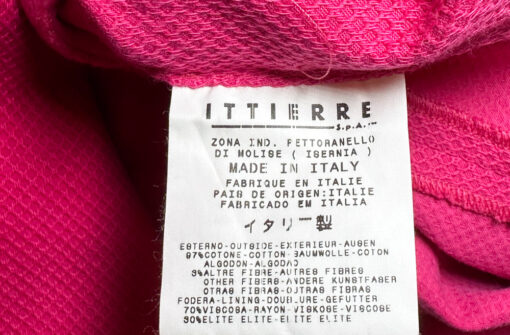 ITTIERRE
S.p.A.
ZONA IND. PETTORANELLO
DI MOLISE ( ISERNIA )
MADE IN ITALY
FABRIQUE EN ITALIE
PAIS DE ORIGEN:ITALIE
FABRICADO EM ITALIA
イタリー製
ESTERNO-OUTSIDE-EXTERIEUR-AUßEN
97%COTONE-COTTON-BAUMWOLLE-COTON
ALGODON-ALGODAO
3%ALTRE FIBRE-AUTRES FIBRES
OTHER FIBERS-ANDERE KUNSTFASER
OTRAS FIBRAS-OUTRAS FIBRAS
FODERA-LINING-DOUBLURE-GEFUTTER
70%VISCOSA-RAYON-VISCOSE-VISCOSE
30%ELITE ELITE-ELITE ELITE